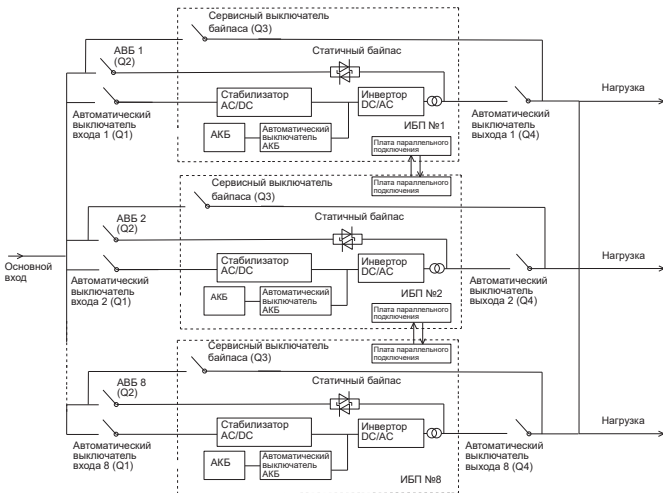 Сервисный выключатель
байпаса (Q3)
АВБ 1
(Q2)
Статичный байпас
Нагрузка
Стабилизатор
AC/DC
Инвертор
DC/AC
Автоматический
выключатель
входа 1 (Q1)
АКБ
Автоматический
выключатель
АКБ
ИБП №1
Автоматический
выключатель
выхода 1 (Q4)
Плата параллельного
подключения
Плата параллельного
подключения
Сервисный выключатель
байпаса (Q3)
АВБ 2
(Q2)
Статичный байпас
Основной
вход
Нагрузка
Стабилизатор
AC/DC
Инвертор
DC/AC
Автоматический
выключатель
входа 2 (Q1)
АКБ
Автоматический
выключатель
АКБ
ИБП №2
Автоматический
выключатель
выхода 2 (Q4)
Плата параллельного
подключения
Плата параллельного
подключения
Сервисный выключатель
байпаса (Q3)
АВБ 8
(Q2)
Статичный байпас
Нагрузка
Стабилизатор
AC/DC
Инвертор
DC/AC
Автоматический
выключатель
входа 8 (Q1)
АКБ
Автоматический
выключатель
АКБ
ИБП №8
Автоматический
выключатель
выхода 8 (Q4)